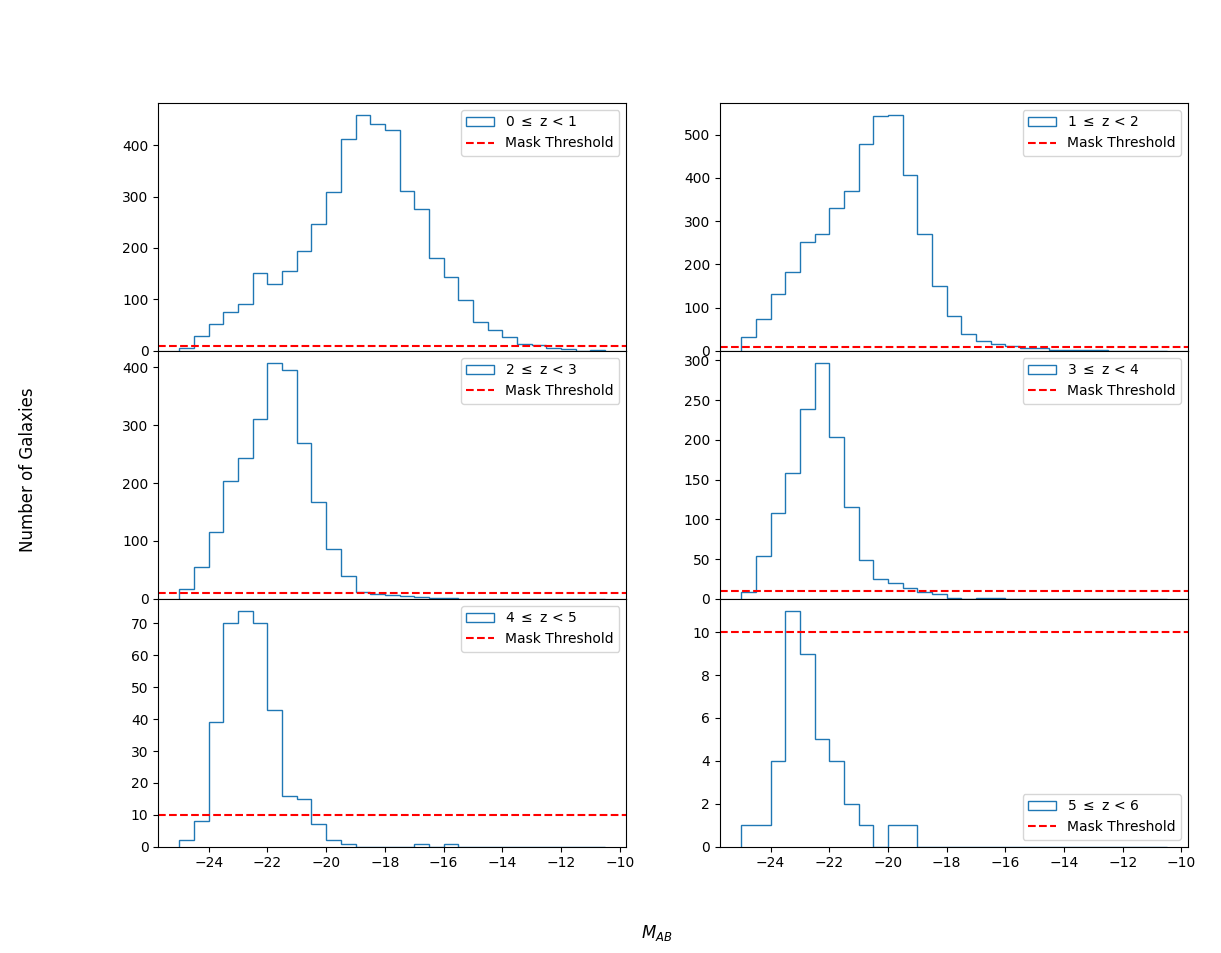 0 ≤ z < 1
Mask Threshold
400
300
200
100
0
1 ≤ z < 2
Mask Threshold
500
400
300
200
100
0
2 ≤ z < 3
Mask Threshold
400
300
200
100
0
3 ≤ z < 4
Mask Threshold
300
250
200
150
100
50
0
4 ≤ z < 5
Mask Threshold
70
60
50
40
30
20
10
0
−24 −22 −20 −18 −16 −14 −12 −10
10
8
6
4
2
0
5 ≤ z < 6
Mask Threshold
−24 −22 −20 −18 −16 −14 −12 −10
Number of Galaxies
M_AB